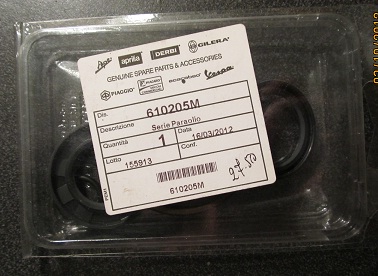 aprilia DERBI GILERA
GENUINE SPARE PARTS & ACCESSORIES
PIAGGIO Vespa
Dis. 610205M
Descrizione Serie Paraolio
Quantità 1 Data 16/03/2012
Lotto 155913 Conf.
610205M
27.50